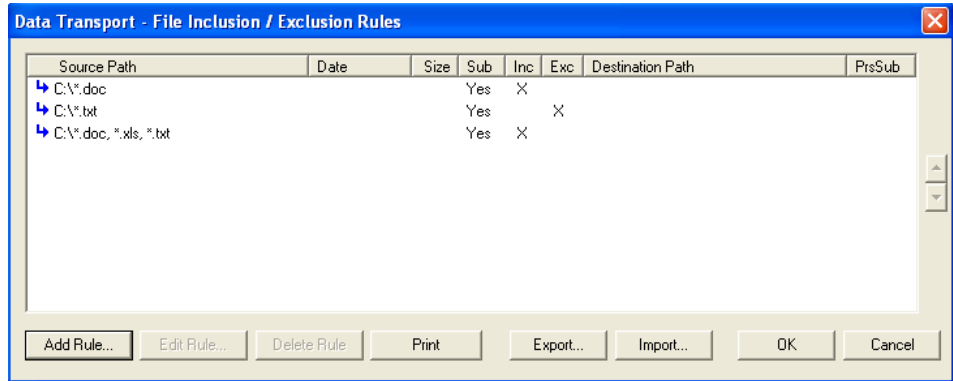 Data Transport - File Inclusion / Exclusion Rules
Source Path Date Size Sub Inc Exc Destination Path PrsSub
C:\*.doc Yes X
C:\*.txt Yes X
C:\*.doc, *.xls, *.txt Yes X
Add Rule... Edit Rule... Delete Rule Print Export... Import... OK Cancel